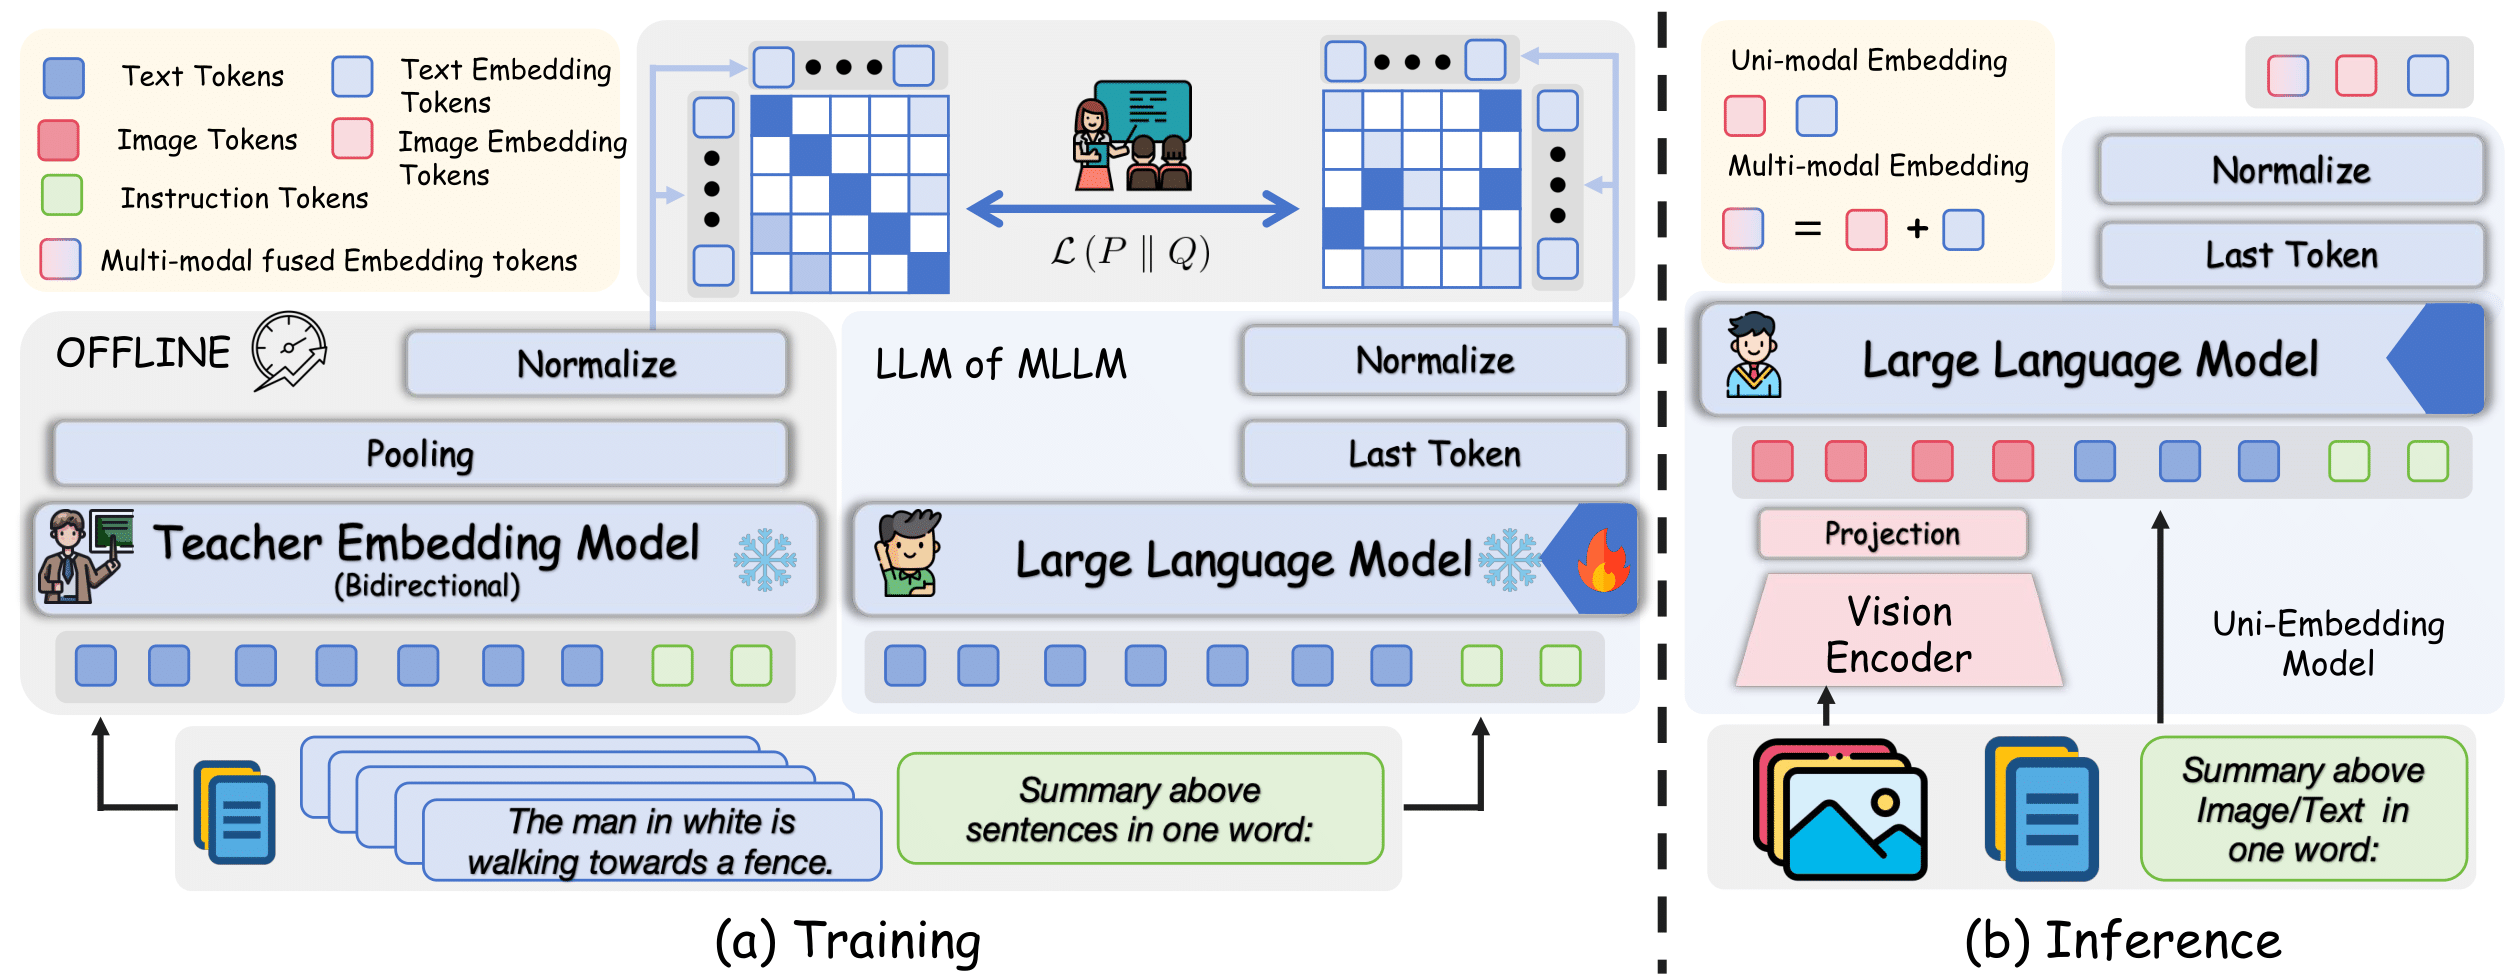 Text Tokens
Text Embedding
Tokens
Image Tokens
Image Embedding
Tokens
Instruction Tokens
Multi-modal fused Embedding tokens
L (P ∥ Q)
OFFLINE
Normalize
Pooling
Teacher Embedding Model
(Bidirectional)
LLM of MLLM
Normalize
Last Token
Large Language Model
The man in white is
walking towards a fence.
Summary above
sentences in one word:
(a) Training
Uni-modal Embedding
Multi-modal Embedding
= +
Normalize
Last Token
Large Language Model
Projection
Vision
Encoder
Uni-Embedding
Model
Summary above
Image/Text in
one word:
(b) Inference